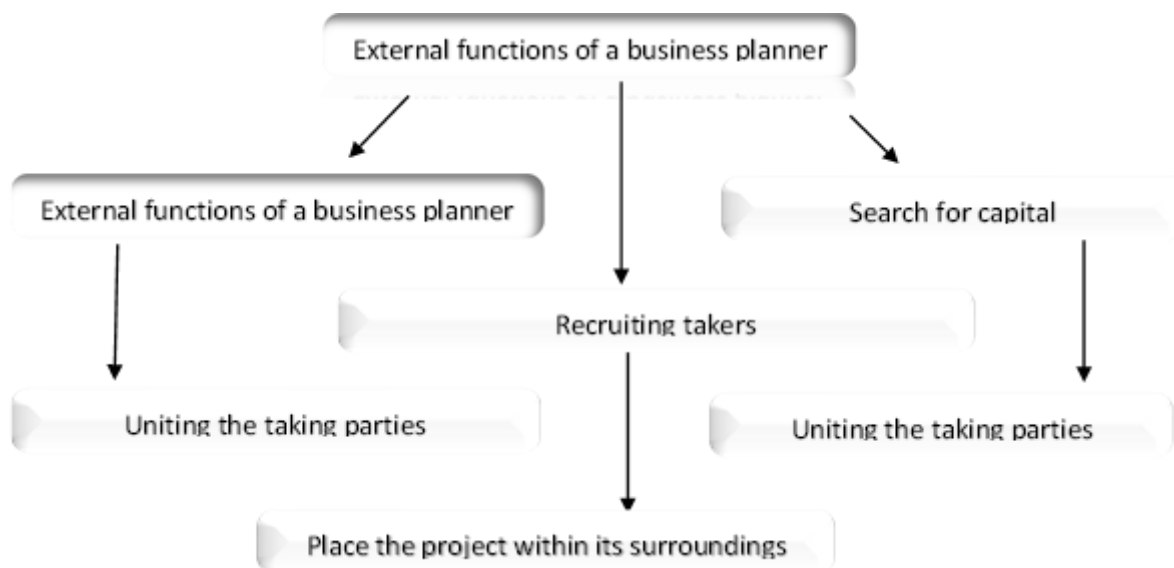 External functions of a business planner
External functions of a business planner
Search for capital
Recruiting takers
Uniting the taking parties
Uniting the taking parties
Place the project within its surroundings